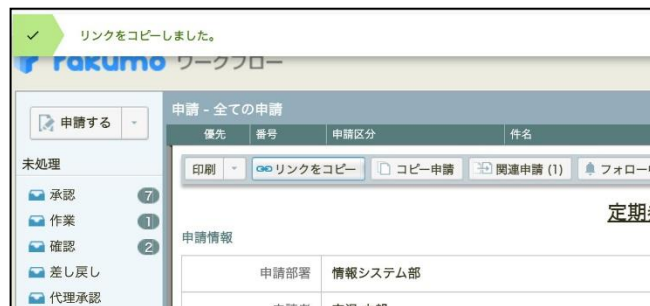 リンクをコピーしました。
rakumo ワークフロー
申請する
申請 - 全ての申請
優先 番号 申請区分 件名
未処理
印刷 リンクをコピー コピー申請 関連申請 (1) フォロー
承認 7
作業 1
確認 2
差し戻し
代理承認
定期
申請情報
申請部署 情報システム部